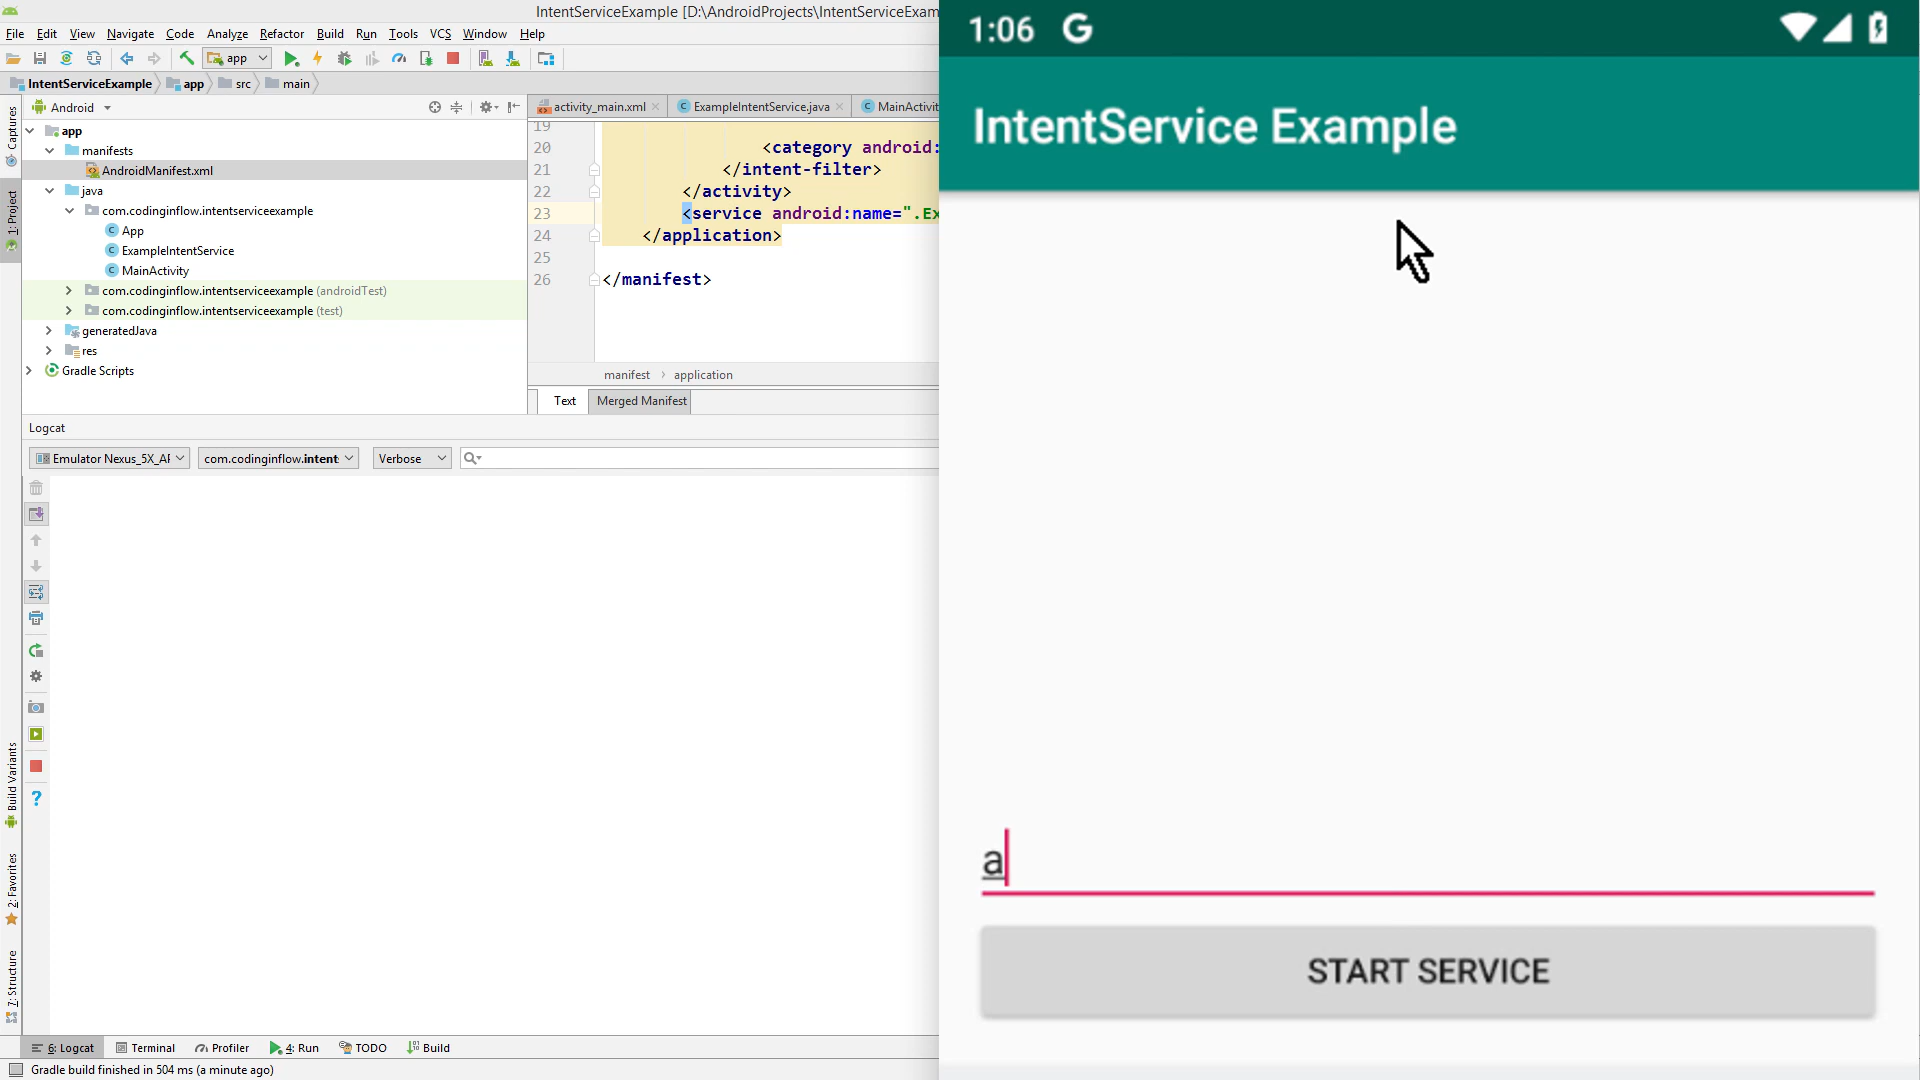 IntentServiceExample [D:\AndroidProjects\IntentServiceExam
File Edit View Navigate Code Analyze Refactor Build Run Tools VCS Window Help
app
IntentServiceExample app src main
Android
activity_main.xml ExampleIntentService.java MainActivit
app
manifests
AndroidManifest.xml
java
com.codinginflow.intentserviceexample
App
ExampleIntentService
MainActivity
com.codinginflow.intentserviceexample (androidTest)
com.codinginflow.intentserviceexample (test)
generatedJava
res
Gradle Scripts
Captures
1: Project
Build Variants
2: Favorites
7: Structure
19
20 <category android:
21 </intent-filter>
22 </activity>
23 <service android:name=".Ex
24 </application>
25
26 </manifest>
manifest › application
Text Merged Manifest
Logcat
Emulator Nexus_5X_AP com.codinginflow.intent Verbose
6: Logcat Terminal Profiler 4: Run TODO Build
Gradle build finished in 504 ms (a minute ago)
1:06 G
IntentService Example
a
START SERVICE